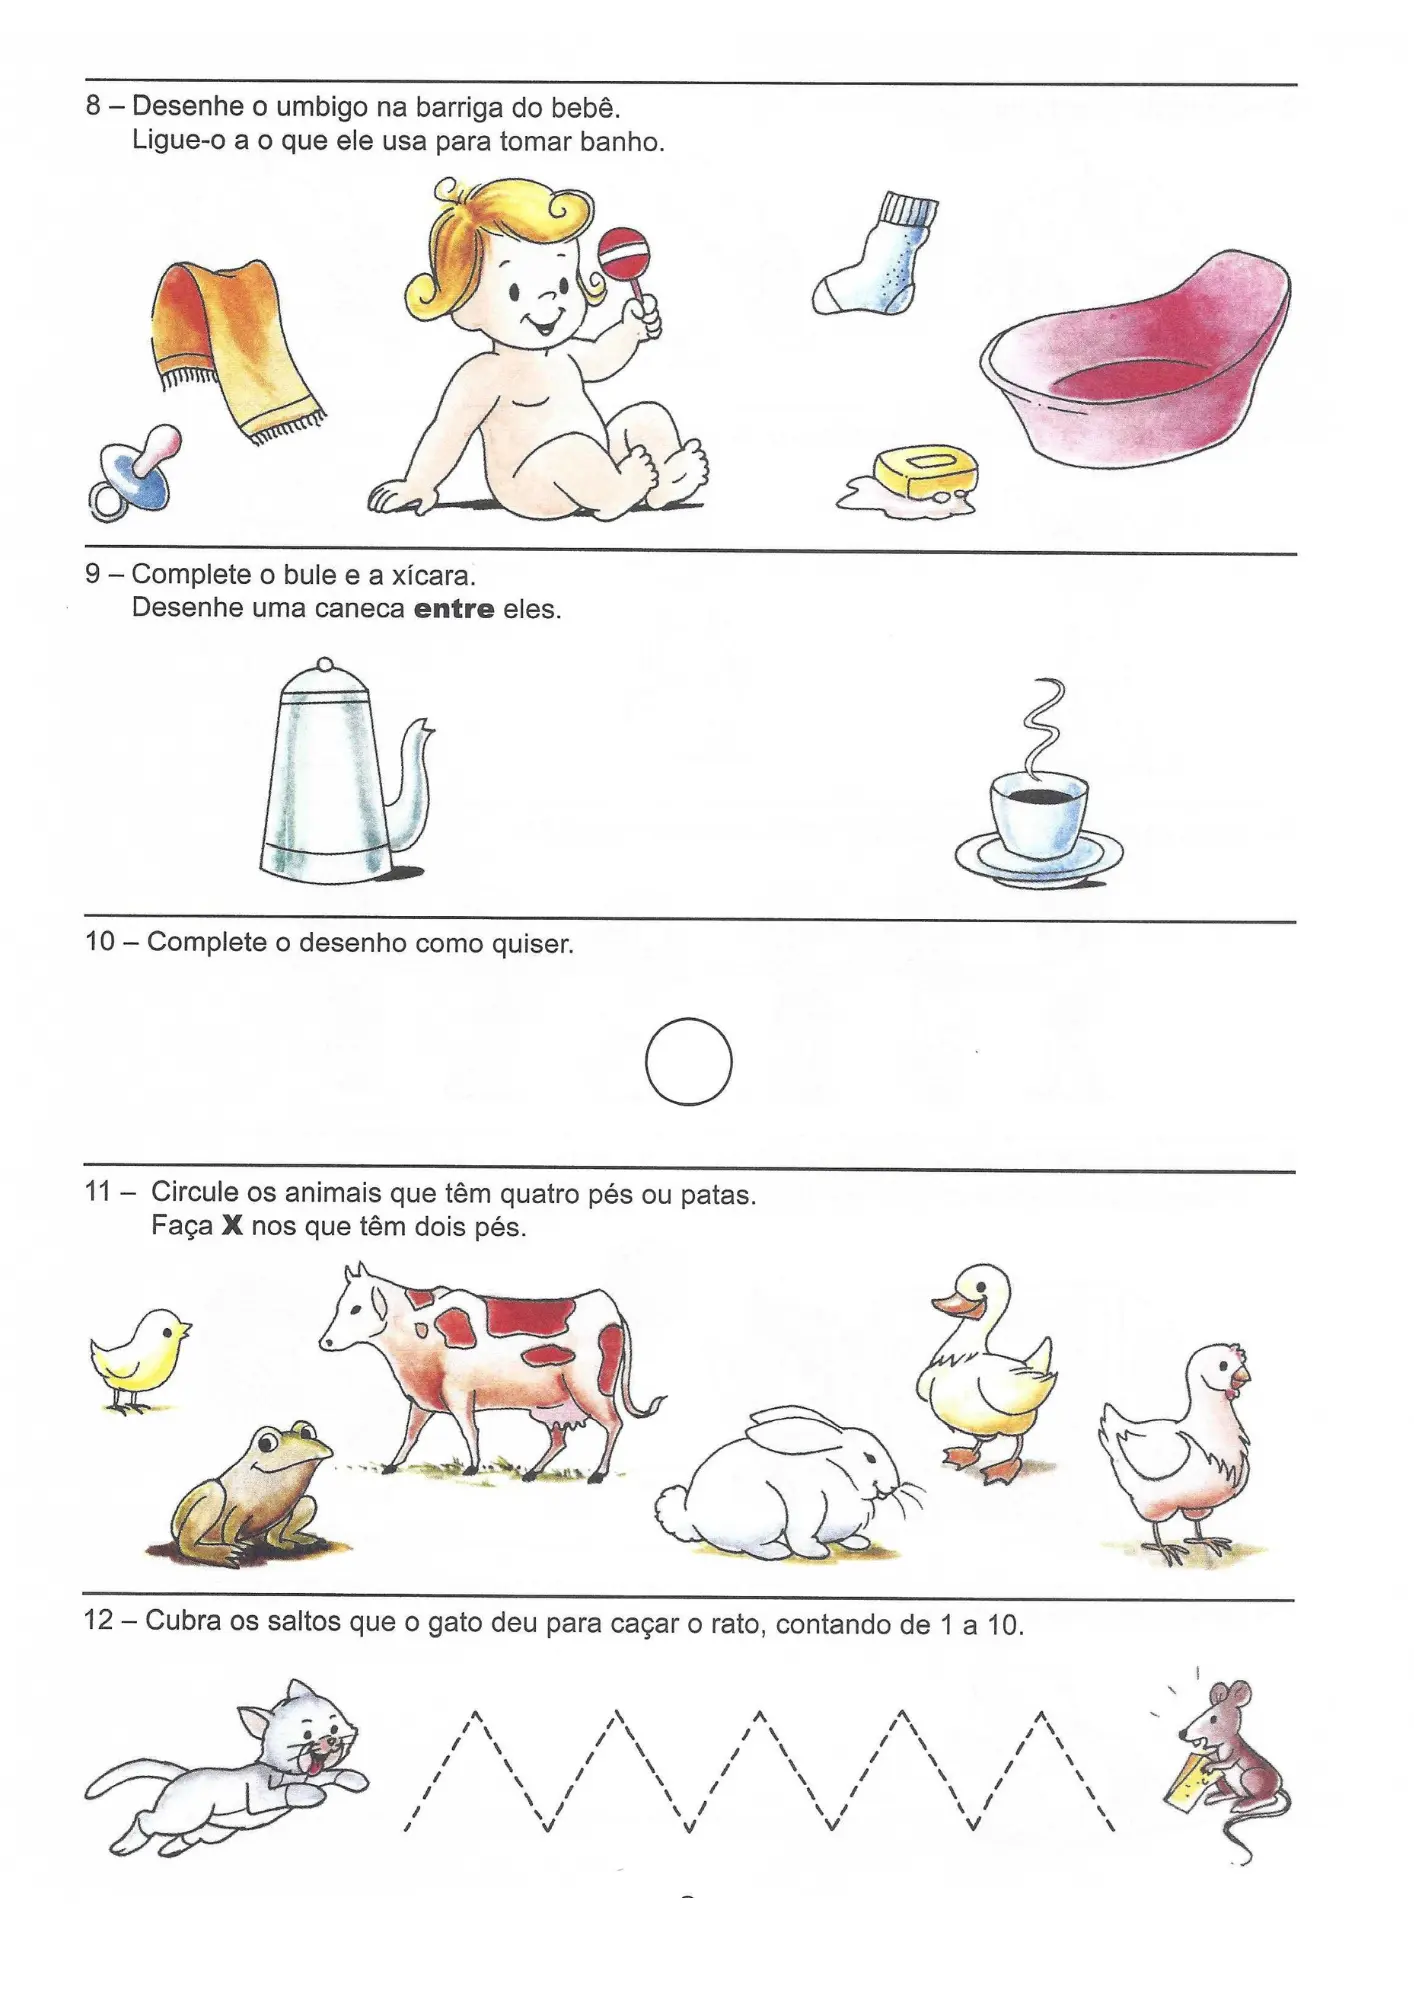 8 – Desenhe o umbigo na barriga do bebê.
Ligue-o a o que ele usa para tomar banho.
9 – Complete o bule e a xícara.
Desenhe uma caneca entre eles.
10 – Complete o desenho como quiser.
11 – Circule os animais que têm quatro pés ou patas.
Faça X nos que têm dois pés.
12 – Cubra os saltos que o gato deu para caçar o rato, contando de 1 a 10.